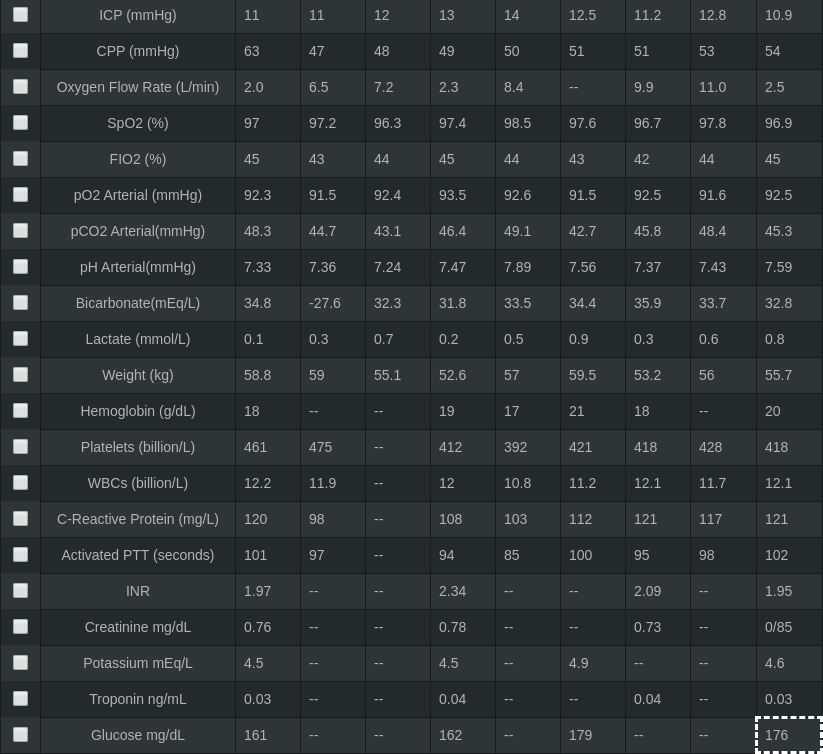 ICP (mmHg) 11 11 12 13 14 12.5 11.2 12.8 10.9
CPP (mmHg) 63 47 48 49 50 51 51 53 54
Oxygen Flow Rate (L/min) 2.0 6.5 7.2 2.3 8.4 -- 9.9 11.0 2.5
SpO2 (%) 97 97.2 96.3 97.4 98.5 97.6 96.7 97.8 96.9
FIO2 (%) 45 43 44 45 44 43 42 44 45
pO2 Arterial (mmHg) 92.3 91.5 92.4 93.5 92.6 91.5 92.5 91.6 92.5
pCO2 Arterial(mmHg) 48.3 44.7 43.1 46.4 49.1 42.7 45.8 48.4 45.3
pH Arterial(mmHg) 7.33 7.36 7.24 7.47 7.89 7.56 7.37 7.43 7.59
Bicarbonate(mEq/L) 34.8 -27.6 32.3 31.8 33.5 34.4 35.9 33.7 32.8
Lactate (mmol/L) 0.1 0.3 0.7 0.2 0.5 0.9 0.3 0.6 0.8
Weight (kg) 58.8 59 55.1 52.6 57 59.5 53.2 56 55.7
Hemoglobin (g/dL) 18 -- -- 19 17 21 18 -- 20
Platelets (billion/L) 461 475 -- 412 392 421 418 428 418
WBCs (billion/L) 12.2 11.9 -- 12 10.8 11.2 12.1 11.7 12.1
C-Reactive Protein (mg/L) 120 98 -- 108 103 112 121 117 121
Activated PTT (seconds) 101 97 -- 94 85 100 95 98 102
INR 1.97 -- -- 2.34 -- -- 2.09 -- 1.95
Creatinine mg/dL 0.76 -- -- 0.78 -- -- 0.73 -- 0/85
Potassium mEq/L 4.5 -- -- 4.5 -- 4.9 -- -- 4.6
Troponin ng/mL 0.03 -- -- 0.04 -- -- 0.04 -- 0.03
Glucose mg/dL 161 -- -- 162 -- 179 -- -- 176